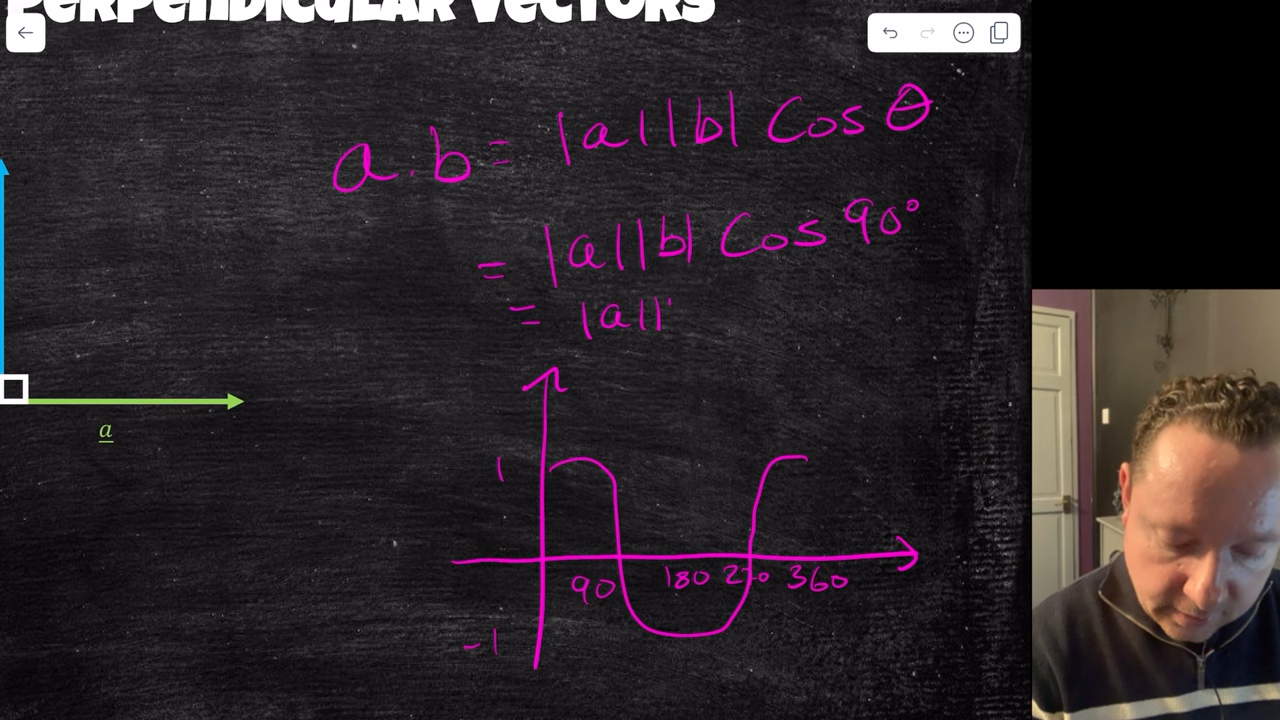 PERPENDICULAR VECTORS
a.b = |a||b| Cos θ
= |a||b| Cos 90°
= |a||
a
1
90 180 270 360
-1